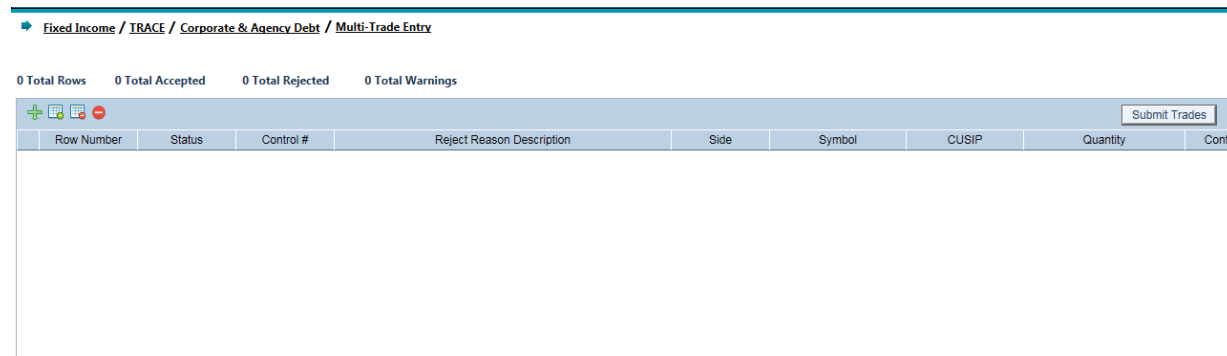 Fixed Income / TRACE / Corporate & Agency Debt / Multi-Trade Entry
0 Total Rows 0 Total Accepted 0 Total Rejected 0 Total Warnings
Submit Trades
Row Number Status Control # Reject Reason Description Side Symbol CUSIP Quantity